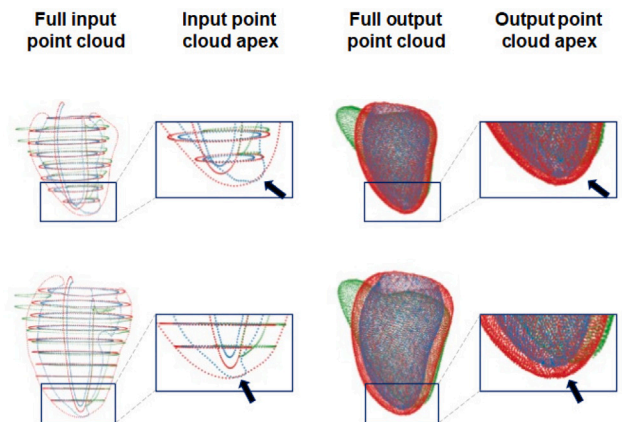 Full input
point cloud
Input point
cloud apex
Full output
point cloud
Output point
cloud apex